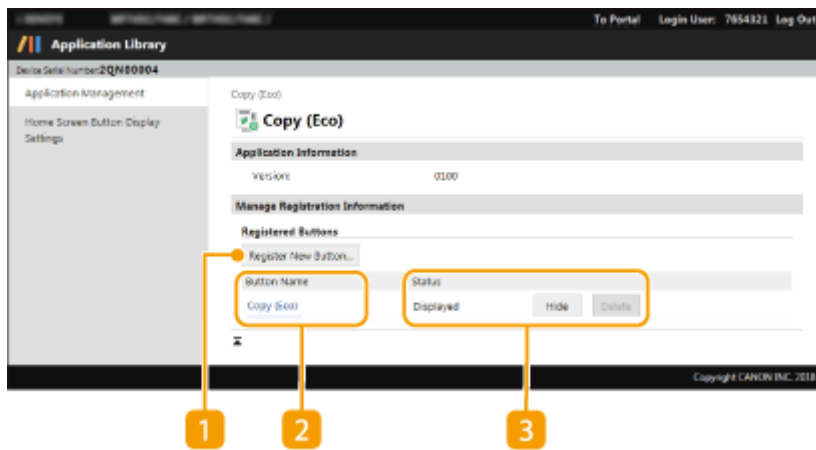 To Portal Login User: 7654321 Log Out
Application Library
Device Serial Number:2QN00004
Application Management
Home Screen Button Display
Settings
Copy (Eco)
Copy (Eco)
Application Information
Version: 0100
Manage Registration Information
Registered Buttons
Register New Button...
Button Name Status
Copy (Eco) Displayed Hide Delete
Copyright CANON INC. 2018
1 2 3